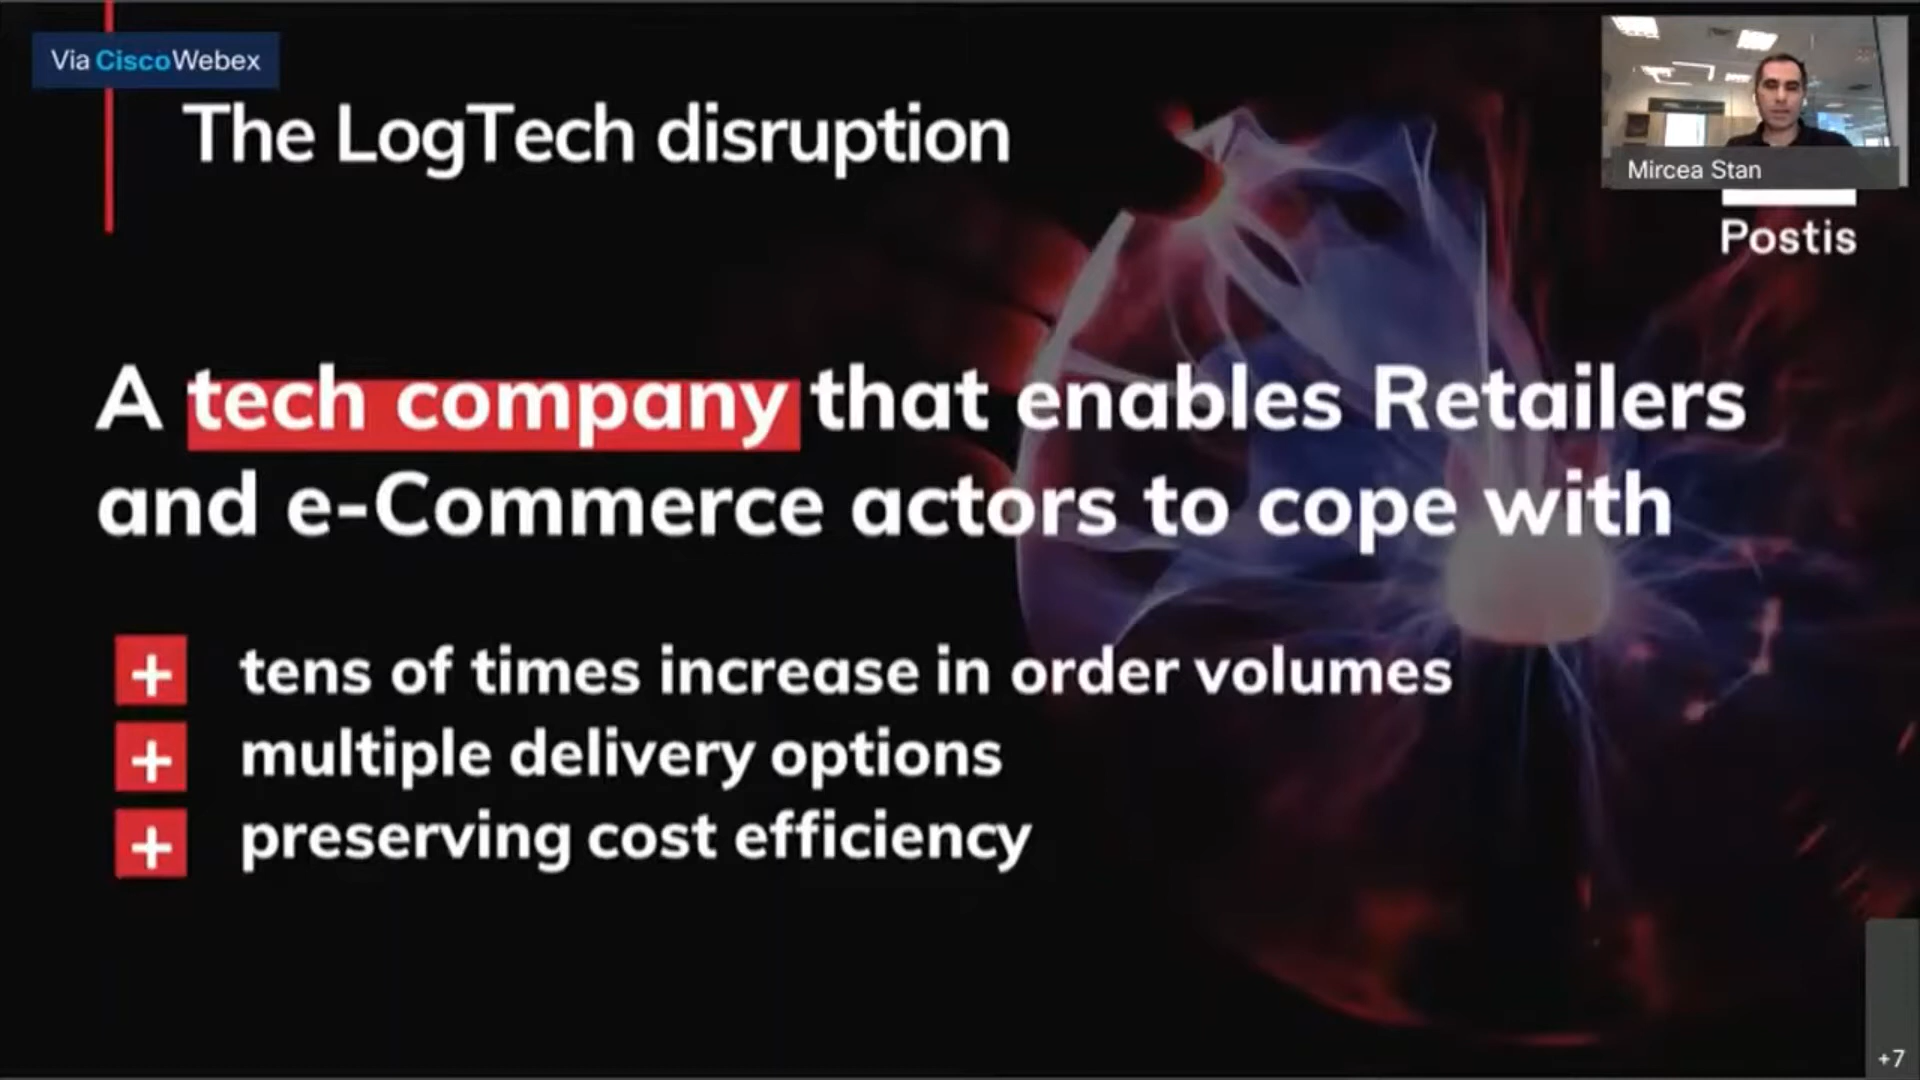 Via CiscoWebex
The LogTech disruption
Mircea Stan
Postis
A tech company that enables Retailers
and e-Commerce actors to cope with
+ tens of times increase in order volumes
+ multiple delivery options
+ preserving cost efficiency
+7